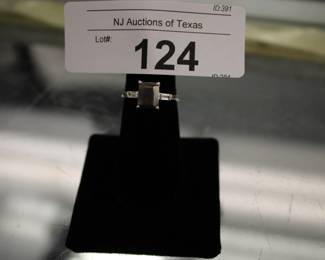 ID:391
NJ Auctions of Texas
Lot#:
124